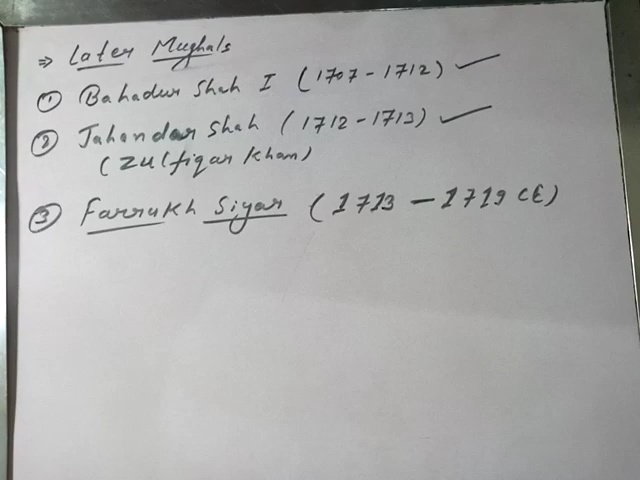 ⇒ Later Mughals
① Bahadur Shah I (1707 - 1712) ✓
② Jahandar Shah (1712 - 1713) ✓
(Zulfiqar Khan)
③ Farrukh Siyar (1713 - 1719 CE)